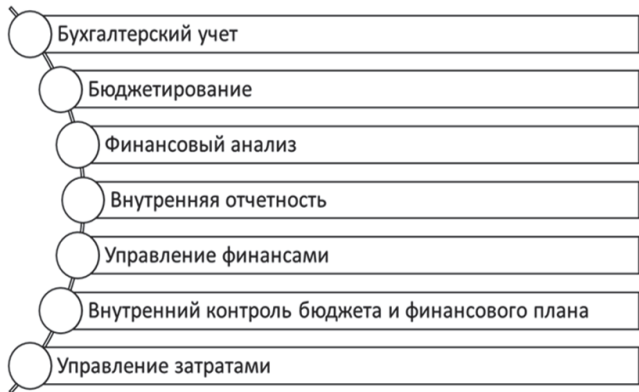 Бухгалтерский учет
Бюджетирование
Финансовый анализ
Внутренняя отчетность
Управление финансами
Внутренний контроль бюджета и финансового плана
Управление затратами